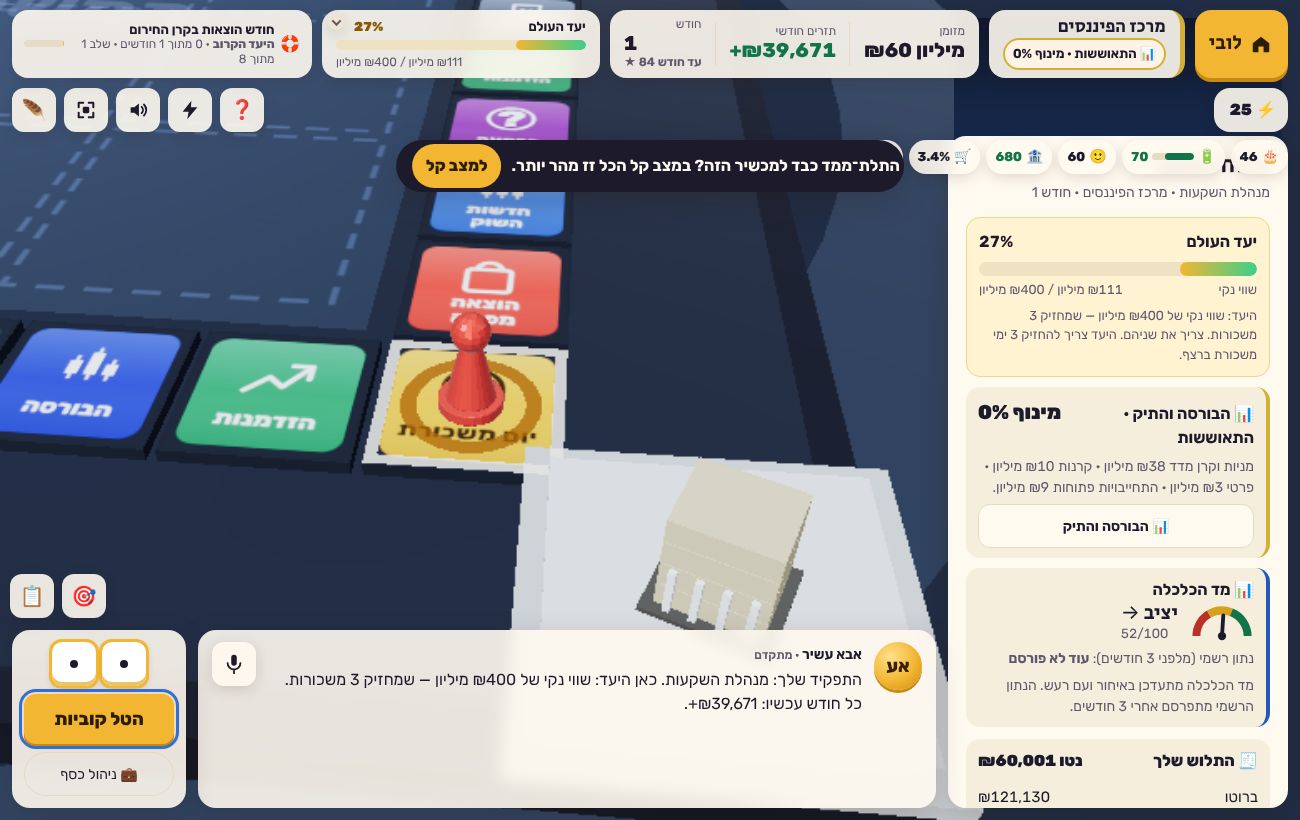 לובי
מרכז הפיננסים
התאוששות • מינוף 0%
מזומן
60₪ מיליון
תזרים חודשי
+₪39,671
חודש
1
עד חודש 84 ★
יעד העולם
27%
₪111 מיליון / ₪400 מיליון
חודש הוצאות בקרן החירום
היעד הקרוב • 0 מתוך 1 חודשים • שלב 1
מתוך 8
25
46
70
60
680
3.4%
התלת־ממד כבד למכשיר הזה? במצב קל הכל זז מהר יותר.
למצב קל
מנהלת השקעות • מרכז הפיננסים • חודש 1
יעד העולם
27%
שווי נקי
₪111 מיליון / ₪400 מיליון
היעד: שווי נקי של ₪400 מיליון — שמחזיק 3
משכורות. צריך את שניהם. היעד צריך להחזיק 3 ימי
משכורת ברצף.
הבורסה והתיק •
התאוששות
מינוף 0%
מניות וקרן מדד ₪38 מיליון • קרנות ₪10 מיליון •
פרטי ₪3 מיליון • התחייבויות פתוחות ₪9 מיליון.
הבורסה והתיק
מד הכלכלה
יציב →
52/100
נתון רשמי (מלפני 3 חודשים): עוד לא פורסם
מד הכלכלה מתעדכן באיחור ועם רעש. הנתון
הרשמי מתפרסם אחרי 3 חודשים.
התלוש שלך
נטו ₪60,001
ברוטו
₪121,130
חדשות
השוק
הוצאה
יום משכורת
הזדמנות
הבורסה
אע
אבא עשיר • מתקדם
התפקיד שלך: מנהלת השקעות. כאן היעד: שווי נקי של ₪400 מיליון — שמחזיק 3 משכורות.
כל חודש עכשיו: ₪39,671+.
הטל קוביות
ניהול כסף